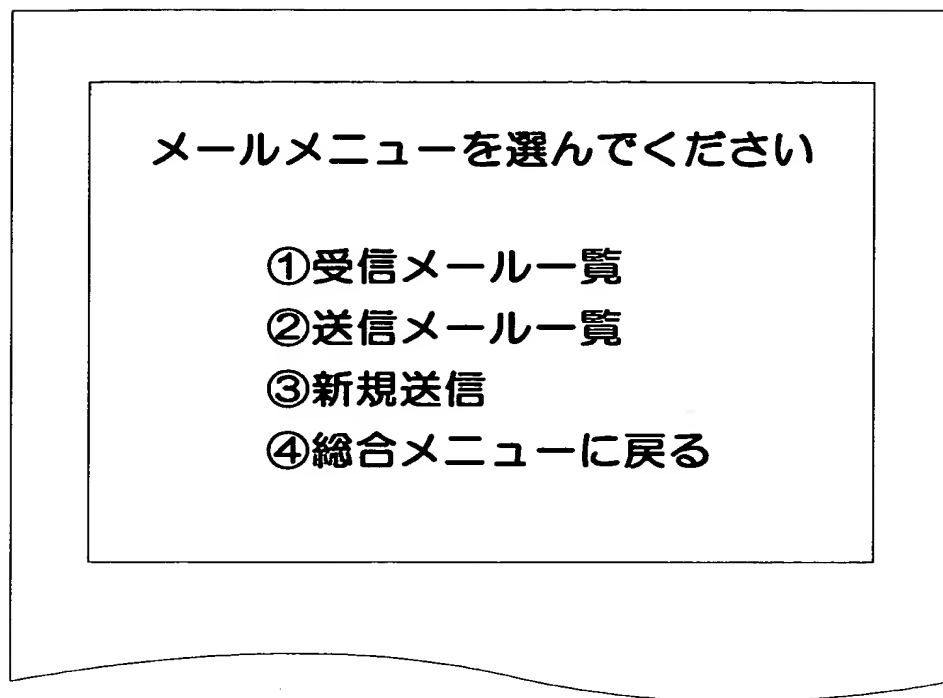 メールメニューを選んでください
①受信メール一覧
②送信メール一覧
③新規送信
④総合メニューに戻る